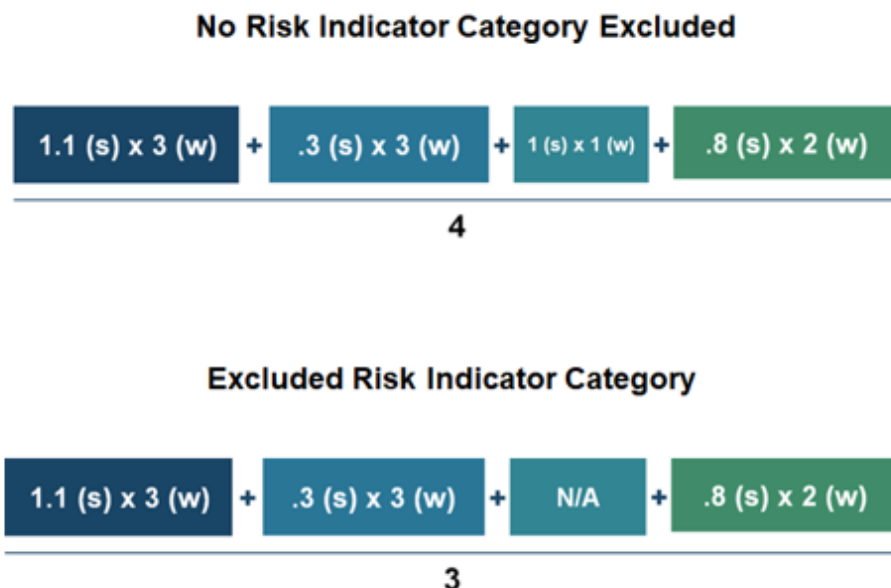 No Risk Indicator Category Excluded
1.1 (s) x 3 (w) + .3 (s) x 3 (w) + 1 (s) x 1 (w) + .8 (s) x 2 (w)
4
Excluded Risk Indicator Category
1.1 (s) x 3 (w) + .3 (s) x 3 (w) + N/A + .8 (s) x 2 (w)
3